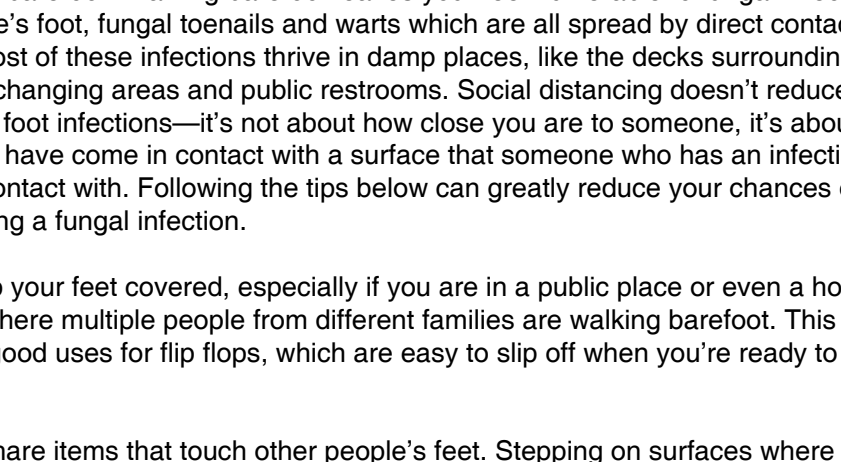 e’s foot, fungal toenails and warts which are all spread by direct contac
ost of these infections thrive in damp places, like the decks surroundin
changing areas and public restrooms. Social distancing doesn’t reduce
foot infections—it’s not about how close you are to someone, it’s abou
have come in contact with a surface that someone who has an infecti
ontact with. Following the tips below can greatly reduce your chances
ng a fungal infection.
your feet covered, especially if you are in a public place or even a ho
here multiple people from different families are walking barefoot. This
good uses for flip flops, which are easy to slip off when you’re ready to
hare items that touch other people’s feet. Stepping on surfaces where